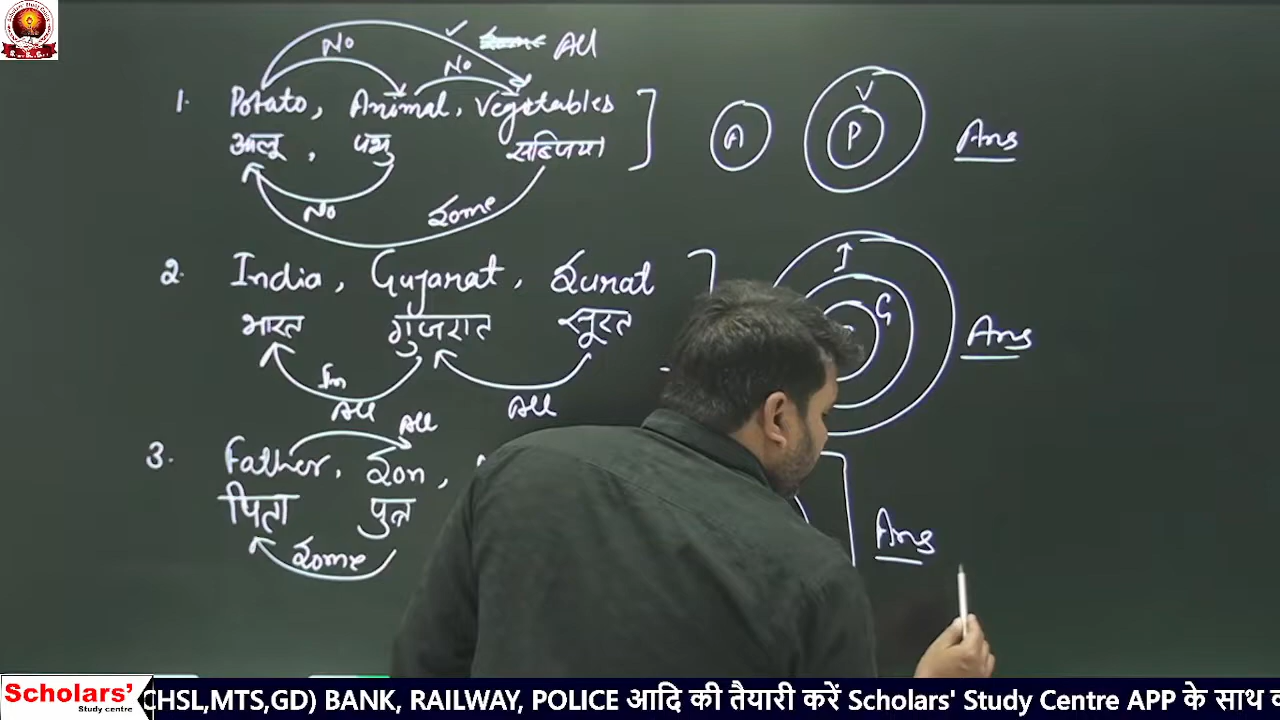 No ✓ All
No
1. Potato, Animal, Vegetables ] A V P Ans
आलू, पशु सब्जियां
No Some
2. India, Gujarat, Surat ] I G Ans
भारत गुजरात सूरत
All All
3. Father, Son, All
पिता पुत्र Ans
Some
Scholars' Study centre
CHSL,MTS,GD) BANK, RAILWAY, POLICE आदि की तैयारी करें Scholars' Study Centre APP के साथ